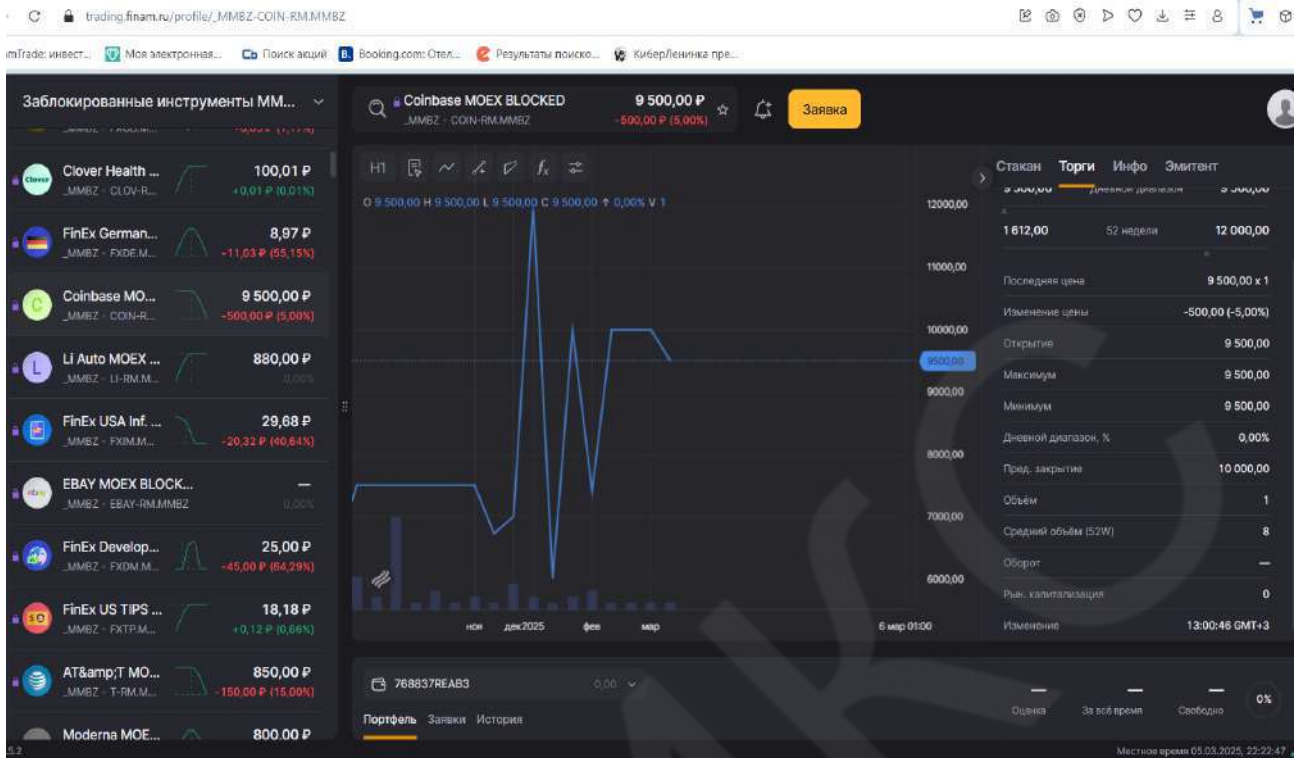 trading.finam.ru/profile/_MMBZ-COIN-RM.MMBZ
mTrade: инвест... Моя электронная... Поиск акций Booking.com: Отел... Результаты поиско... КиберЛенинка пре...
Заблокированные инструменты ММ...
Coinbase MOEX BLOCKED 9 500,00 ₽
_MMBZ - COIN-RM.MMBZ -500,00 ₽ (5,00%)
Заявка
Clover Health ... 100,01 ₽
_MMBZ - CLOV-R... +0,01 ₽ (0,01%)
FinEx German... 8,97 ₽
_MMBZ - FXDE.M... -11,03 ₽ (55,15%)
Coinbase MO... 9 500,00 ₽
_MMBZ - COIN-R... -500,00 ₽ (5,00%)
Li Auto MOEX ... 880,00 ₽
_MMBZ - LI-RM.M... 0,00%
FinEx USA Inf. ... 29,68 ₽
_MMBZ - FXIM.M... -20,32 ₽ (40,64%)
EBAY MOEX BLOCK... —
_MMBZ - EBAY-RM.MMBZ 0,00%
FinEx Develop... 25,00 ₽
_MMBZ - FXDM.M... -45,00 ₽ (64,29%)
FinEx US TIPS ... 18,18 ₽
_MMBZ - FXTP.M... +0,12 ₽ (0,66%)
AT&amp;T MO... 850,00 ₽
_MMBZ - T-RM.M... -150,00 ₽ (15,00%)
Moderna MOE... 800,00 ₽
H1
O 9 500,00 H 9 500,00 L 9 500,00 C 9 500,00 ↑ 0,00% V 1
12000,00
11000,00
10000,00
9500,00
9000,00
8000,00
7000,00
6000,00
ноя дек2025 фев мар 6 мар 01:00
Стакан Торги Инфо Эмитент
9 500,00 Дневной диапазон 9 500,00
1 612,00 52 недели 12 000,00
Последняя цена 9 500,00 x 1
Изменение цены -500,00 (-5,00%)
Открытие 9 500,00
Максимум 9 500,00
Минимум 9 500,00
Дневной диапазон, % 0,00%
Пред. закрытие 10 000,00
Объём 1
Средний объём (52W) 8
Оборот —
Рын. капитализация 0
Изменение 13:00:46 GMT+3
768837REAB3 0,00
Портфель Заявки История
— — — 0%
Оценка За всё время Свободно
Местное время 05.03.2025, 22:22:47